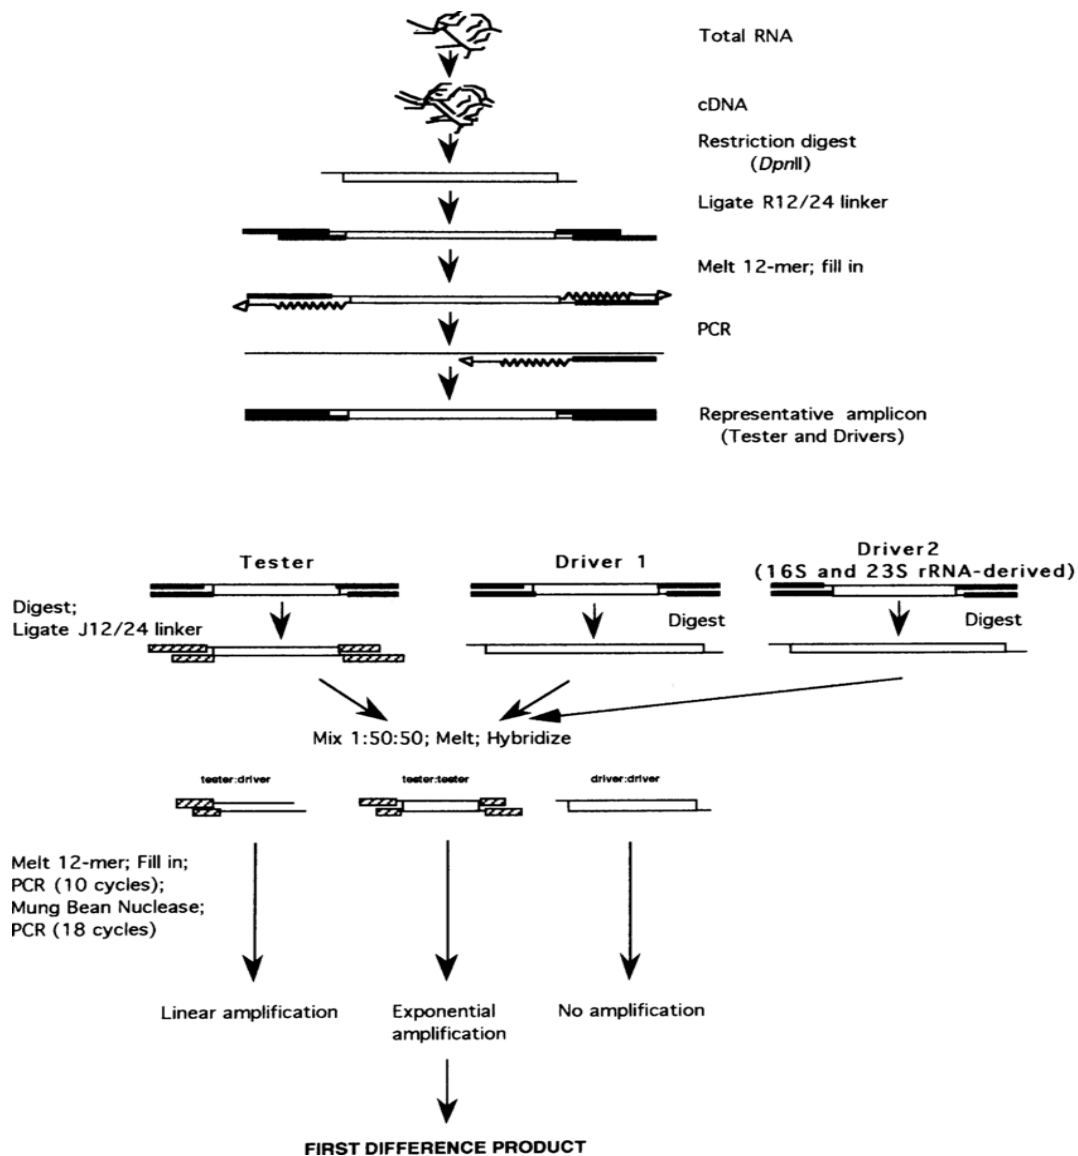 Total RNA
cDNA
Restriction digest
(DpnII)
Ligate R12/24 linker
Melt 12-mer; fill in
PCR
Representative amplicon
(Tester and Drivers)
Tester
Driver 1
Driver2
(16S and 23S rRNA-derived)
Digest;
Ligate J12/24 linker
Digest
Digest
Mix 1:50:50; Melt; Hybridize
tester:driver
tester:tester
driver:driver
Melt 12-mer; Fill in;
PCR (10 cycles);
Mung Bean Nuclease;
PCR (18 cycles)
Linear amplification
Exponential
amplification
No amplification
FIRST DIFFERENCE PRODUCT